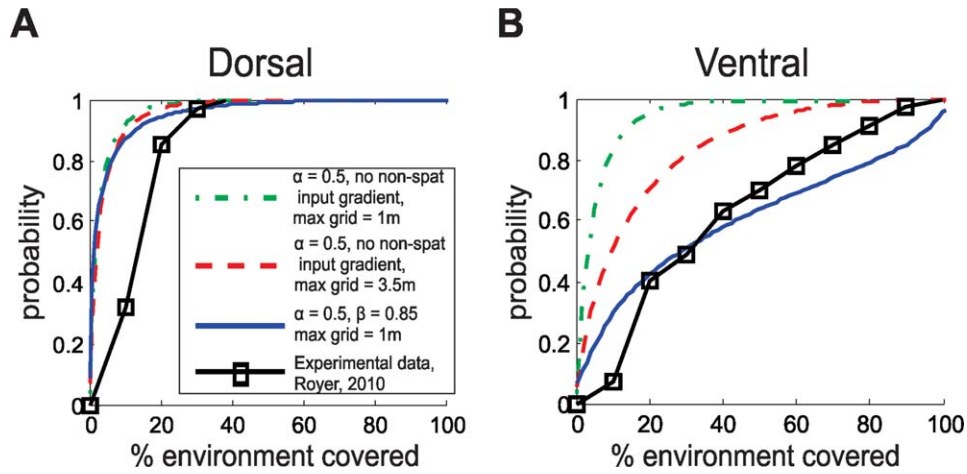 A
Dorsal
1
0.8
0.6
0.4
0.2
0
probability
0 20 40 60 80 100
% environment covered
α = 0.5, no non-spat
input gradient,
max grid = 1m
α = 0.5, no non-spat
input gradient,
max grid = 3.5m
α = 0.5, β = 0.85
max grid = 1m
Experimental data,
Royer, 2010
B
Ventral
1
0.8
0.6
0.4
0.2
0
probability
0 20 40 60 80 100
% environment covered